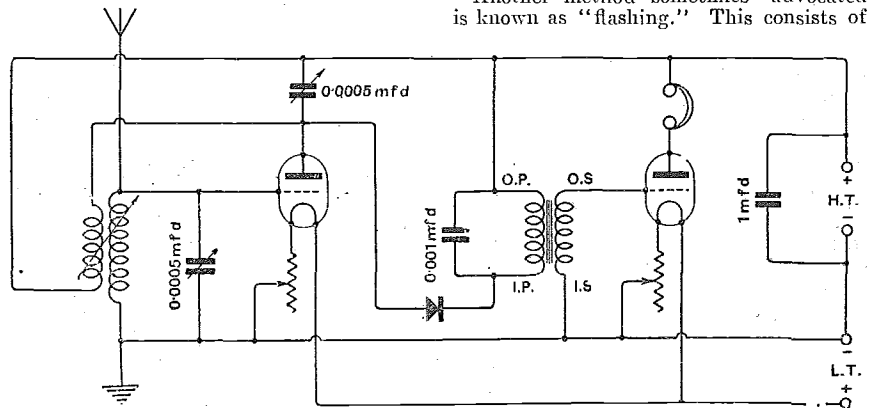 Another method sometimes advocated
is known as "flashing." This consists of
0·0005 mfd
0·0005 mfd
0·001 mfd
O.P.
O.S
I.P.
I.S
1 mfd
+
H.T.
-
-
L.T.
+